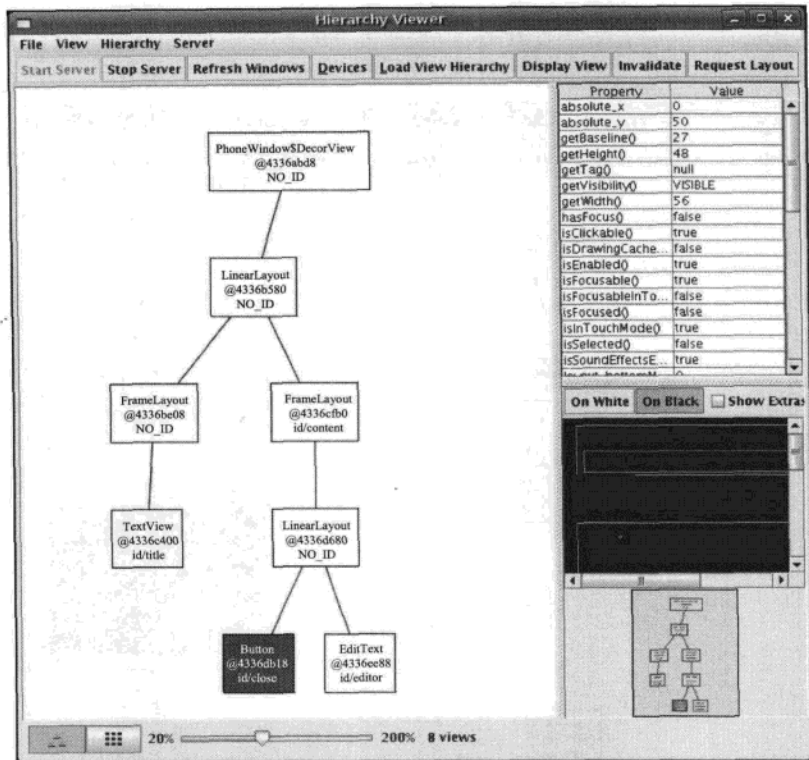 Hierarchy Viewer
File View Hierarchy Server
Start Server Stop Server Refresh Windows Devices Load View Hierarchy Display View Invalidate Request Layout
PhoneWindow$DecorView
@4336abd8
NO_ID
LinearLayout
@4336b580
NO_ID
FrameLayout
@4336be08
NO_ID
FrameLayout
@4336cfb0
id/content
TextView
@4336c400
id/title
LinearLayout
@4336d680
NO_ID
Button
@4336db18
id/close
EditText
@4336ee88
id/editor
Property Value
absolute_x 0
absolute_y 50
getBaseline() 27
getHeight() 48
getTag() null
getVisibility() VISIBLE
getWidth() 56
hasFocus() false
isClickable() true
isDrawingCache... false
isEnabled() true
isFocusable() true
isFocusableInTo... false
isFocused() false
isInTouchMode() true
isSelected() false
isSoundEffectsE... true
On White On Black Show Extras
20% 200% 8 views